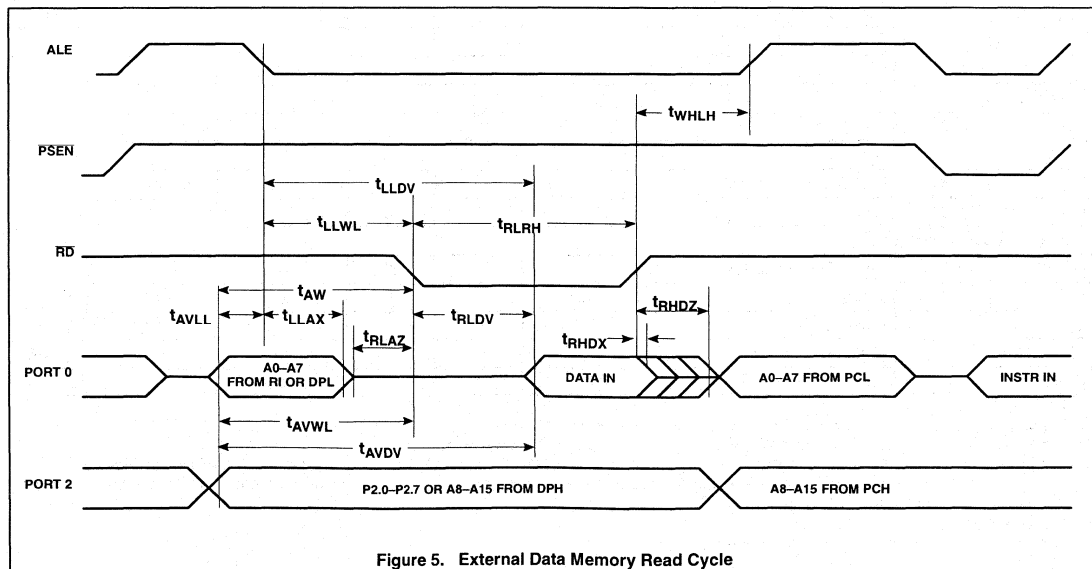 ALE
tWHLH
PSEN
tLLDV
tLLWL
tRLRH
RD
tAW
tAVLL
tLLAX
tRLDV
tRHDZ
tRLAZ
tRHDX
PORT 0
A0–A7
FROM RI OR DPL
DATA IN
A0–A7 FROM PCL
INSTR IN
tAVWL
tAVDV
PORT 2
P2.0–P2.7 OR A8–A15 FROM DPH
A8–A15 FROM PCH
Figure 5. External Data Memory Read Cycle